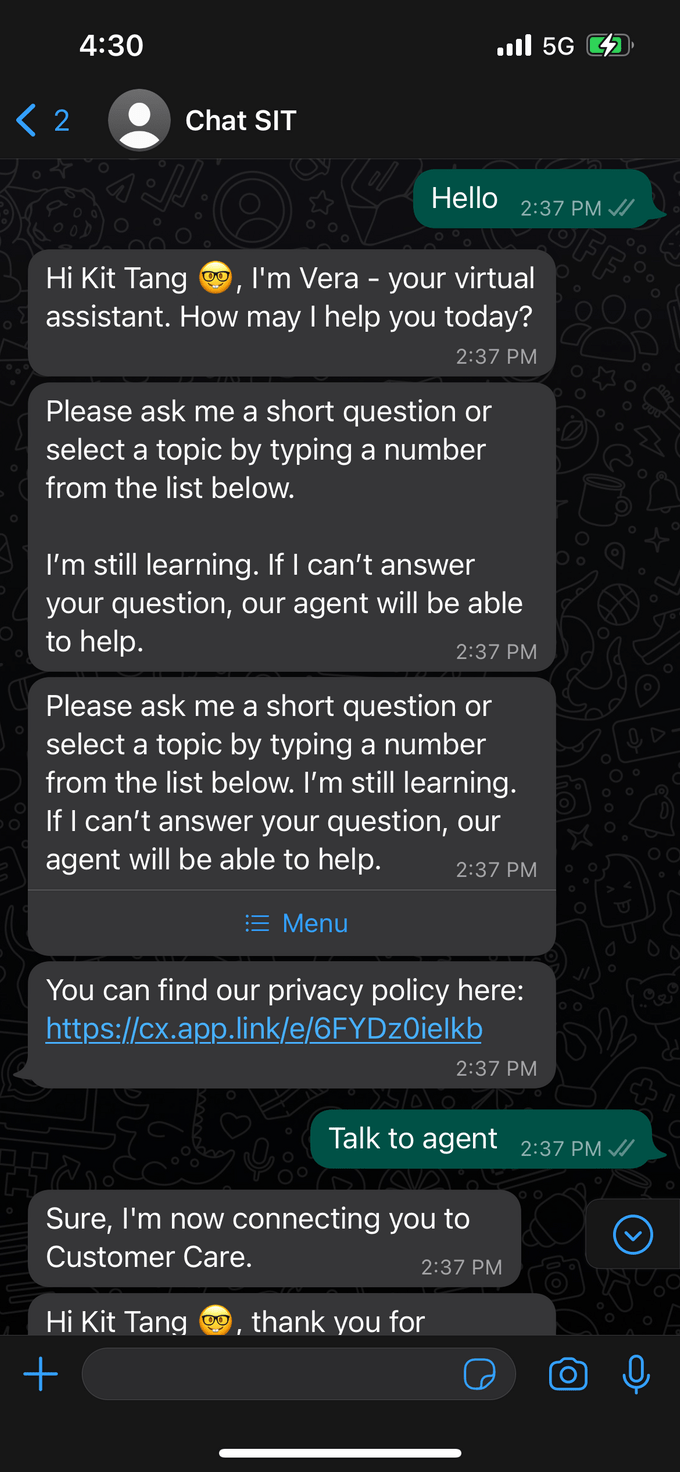 4:30
5G
2
Chat SIT
Hello 2:37 PM
Hi Kit Tang 🤓, I'm Vera - your virtual
assistant. How may I help you today?
2:37 PM
Please ask me a short question or
select a topic by typing a number
from the list below.
I’m still learning. If I can’t answer
your question, our agent will be able
to help. 2:37 PM
Please ask me a short question or
select a topic by typing a number
from the list below. I’m still learning.
If I can’t answer your question, our
agent will be able to help. 2:37 PM
Menu
You can find our privacy policy here:
https://cx.app.link/e/6FYDz0ieIkb
2:37 PM
Talk to agent 2:37 PM
Sure, I'm now connecting you to
Customer Care. 2:37 PM
Hi Kit Tang 🤓, thank you for